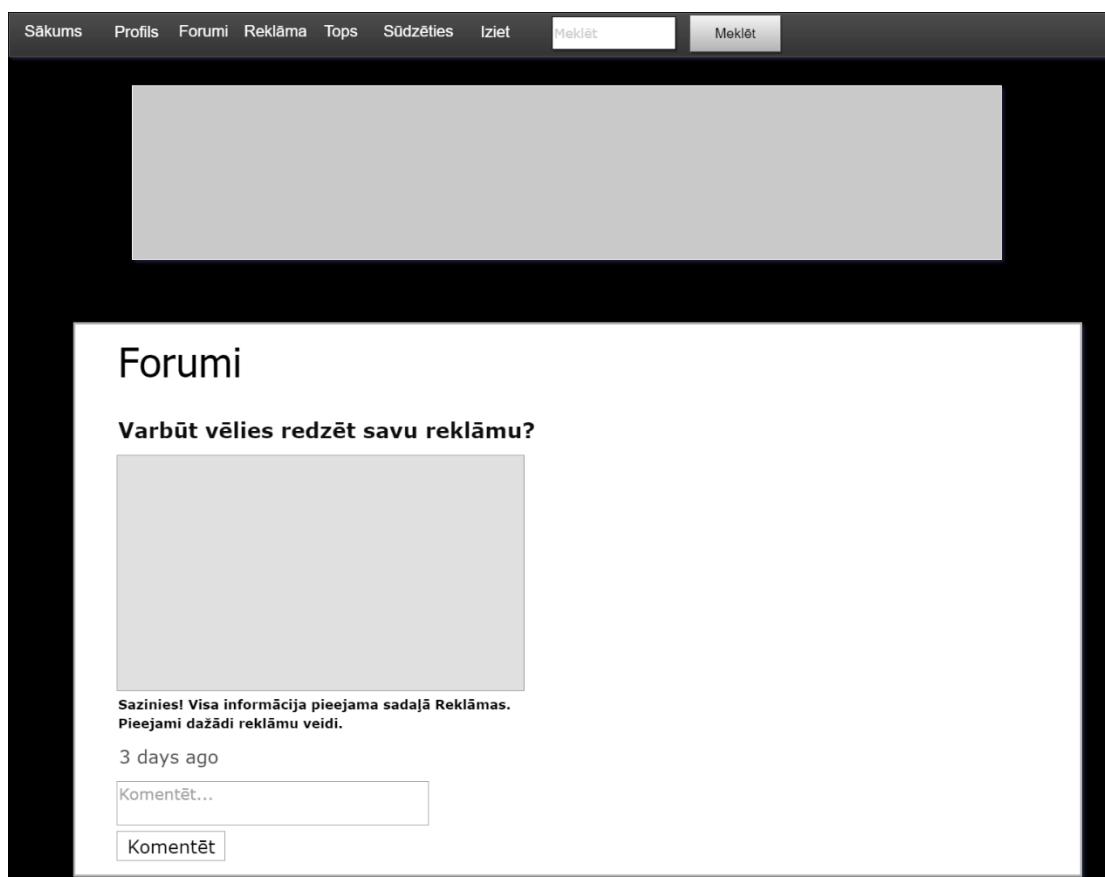 Sākums Profils Forumi Reklāma Tops Sūdzēties Iziet Meklēt Meklēt
Forumi
Varbūt vēlies redzēt savu reklāmu?
Sazinies! Visa informācija pieejama sadaļā Reklāmas.
Pieejami dažādi reklāmu veidi.
3 days ago
Komentēt...
Komentēt